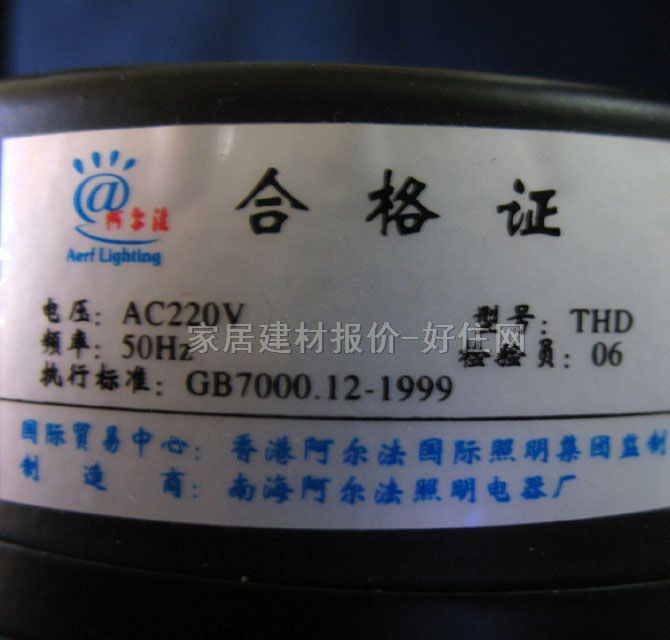 合格证
@阿尔法
Aerf Lighting
电压：AC220V 型号：THD
频率：50Hz 检验员：06
家居建材报价-好住网
执行标准：GB7000.12-1999
国际貿易中心：香港阿尔法国际照明集团监制
制造商：南海阿尔法照明电器厂